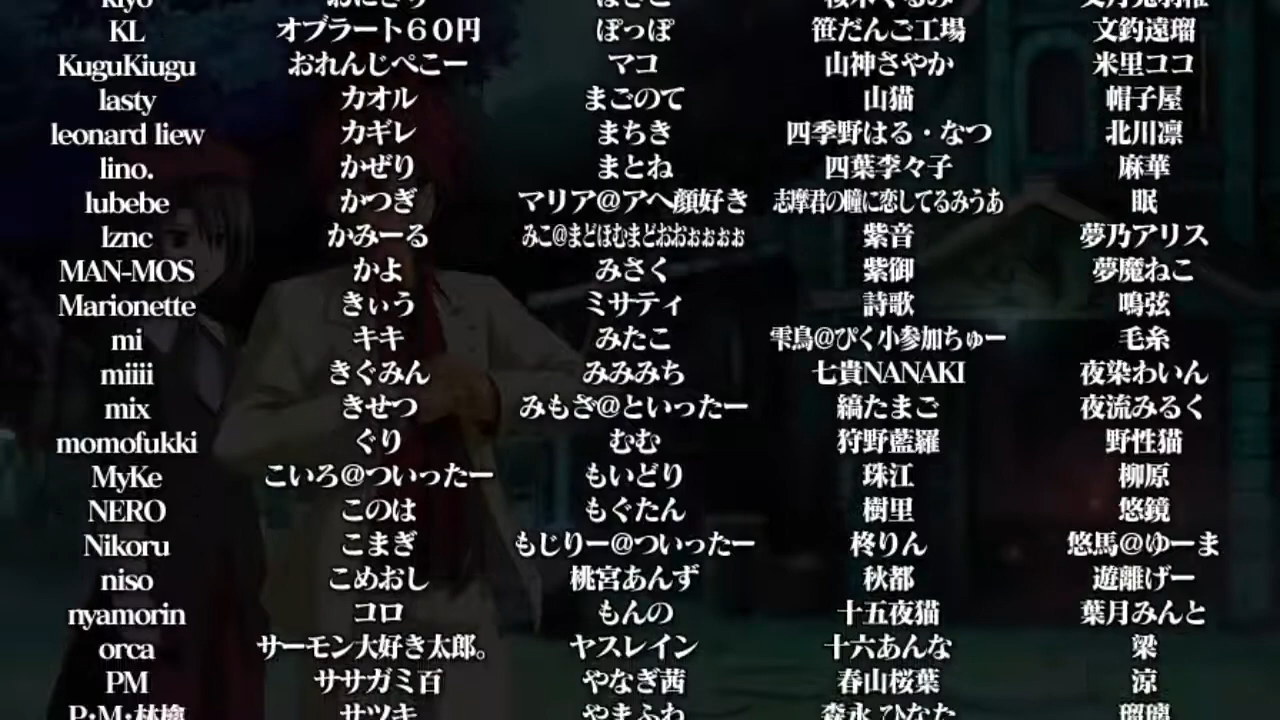 KL オブラート６０円 ぽっぽ 笹だんご工場 文釣遠瑠
KuguKiugu おれんじぺこー マコ 山神さやか 米里ココ
lasty カオル まごのて 山猫 帽子屋
leonard liew カギレ まちき 四季野はる・なつ 北川凛
lino. かぜり まとね 四葉李々子 麻華
lubebe かつぎ マリア＠アヘ顔好き 志摩君の瞳に恋してるみうあ 眠
lznc かみーる みこ@まどほむまどおおぉぉぉぉ 紫音 夢乃アリス
MAN-MOS かよ みさく 紫御 夢魔ねこ
Marionette きぃう ミサティ 詩歌 鳴弦
mi キキ みたこ 雫鳥@ぴく小参加ちゅー 毛糸
miiii きぐみん みみみち 七貴NANAKI 夜染わいん
mix きせつ みもざ＠といったー 縞たまご 夜流みるく
momofukki ぐり むむ 狩野藍羅 野性猫
MyKe こいろ＠ついったー もいどり 珠江 柳原
NERO このは もぐたん 樹里 悠鏡
Nikoru こまぎ もじりー＠ついったー 柊りん 悠馬＠ゆーま
niso こめおし 桃宮あんず 秋都 遊離げー
nyamorin コロ もんの 十五夜猫 葉月みんと
orca サーモン大好き太郎。 ヤスレイン 十六あんな 梁
PM ササガミ百 やなぎ茜 春山桜葉 涼
P・M・林檎 サツキ やまふね 森永ひなた 瑠璃